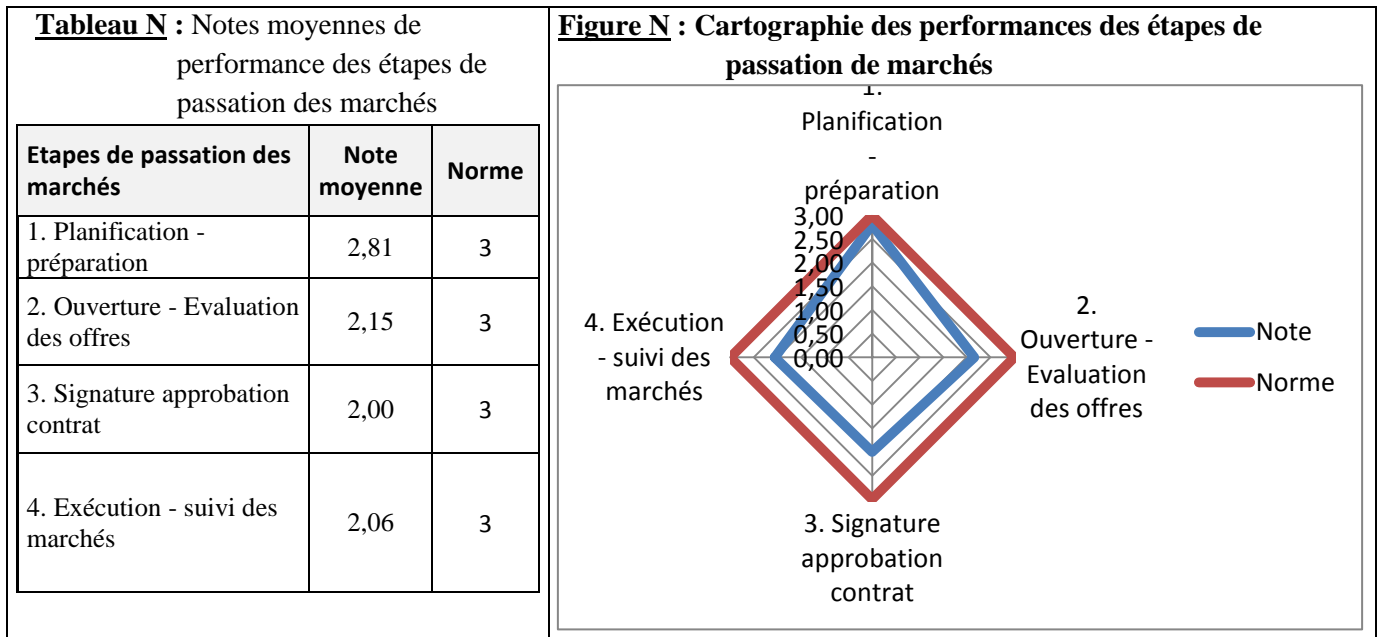 Tableau N : Notes moyennes de
performance des étapes de
passation des marchés
Etapes de passation des
marchés
Note
moyenne
Norme
1. Planification -
préparation
2,81
3
2. Ouverture - Evaluation
des offres
2,15
3
3. Signature approbation
contrat
2,00
3
4. Exécution - suivi des
marchés
2,06
3
Figure N : Cartographie des performances des étapes de
passation de marchés
1.
Planification
-
préparation
3,00
2,50
2,00
1,50
1,00
0,50
0,00
2.
Ouverture -
Evaluation
des offres
3. Signature
approbation
contrat
4. Exécution
- suivi des
marchés
Note
Norme